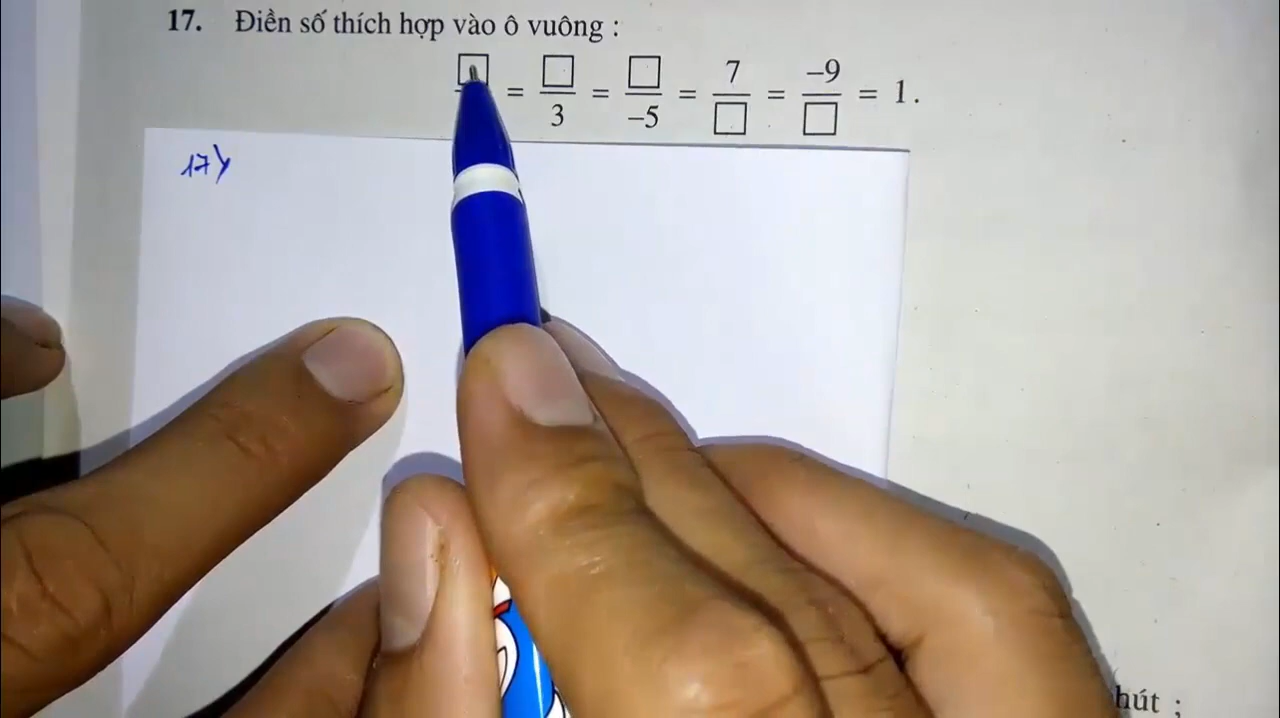 17. Điền số thích hợp vào ô vuông :
□ = □/3 = □/-5 = 7/□ = -9/□ = 1.
17)
hút ;